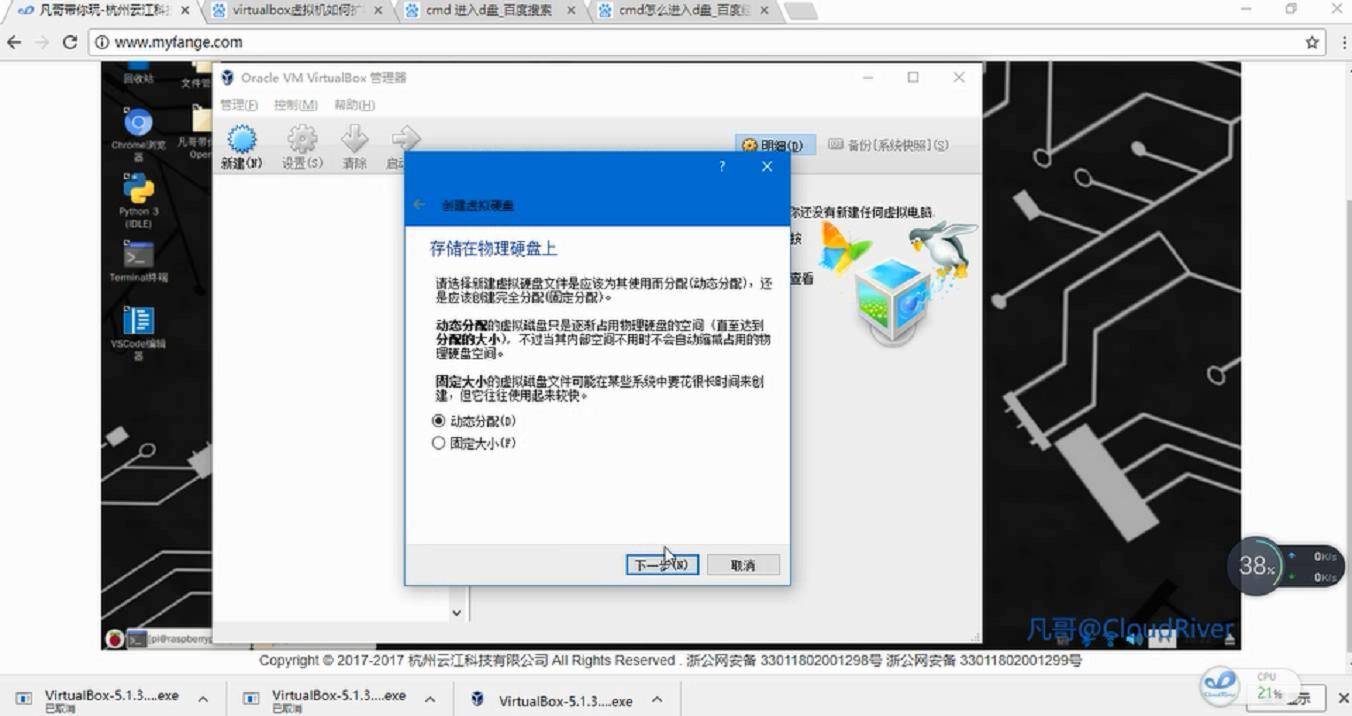 凡哥带你玩-杭州云江科
virtualbox虚拟机如何扩
cmd 进入d盘_百度搜索
cmd怎么进入d盘_百度
www.myfange.com
回收站
文件管
Chrome浏览器
凡哥带你
Open
Python 3
(IDLE)
Terminal终端
VSCode编辑器
Oracle VM VirtualBox 管理器
管理(F) 控制(M) 帮助(H)
新建(N) 设置(S) 清除 启动
明细(D) 备份[系统快照](S)
你还没有新建任何虚拟电脑.
按
查看
创建虚拟硬盘
存储在物理硬盘上
请选择新建虚拟硬盘文件是应该为其使用而分配(动态分配)，还
是应该创建完全分配(固定分配)。
动态分配的虚拟磁盘只是逐渐占用物理硬盘的空间（直至达到
分配的大小），不过当其内部空间不用时不会自动缩减占用的物
理硬盘空间。
固定大小的虚拟磁盘文件可能在某些系统中要花很长时间来创
建，但它往往使用起来较快。
动态分配(D)
固定大小(F)
下一步(N) 取消
38%
0K/s
0K/s
[pi@raspberryp
凡哥@CloudRiver
Copyright © 2017-2017 杭州云江科技有限公司 All Rights Reserved . 浙公网安备 33011802001298号 浙公网安备 33011802001299号
VirtualBox-5.1.3....exe
已取消
VirtualBox-5.1.3....exe
已取消
VirtualBox-5.1.3....exe
CloudRiver
CPU
21%
示